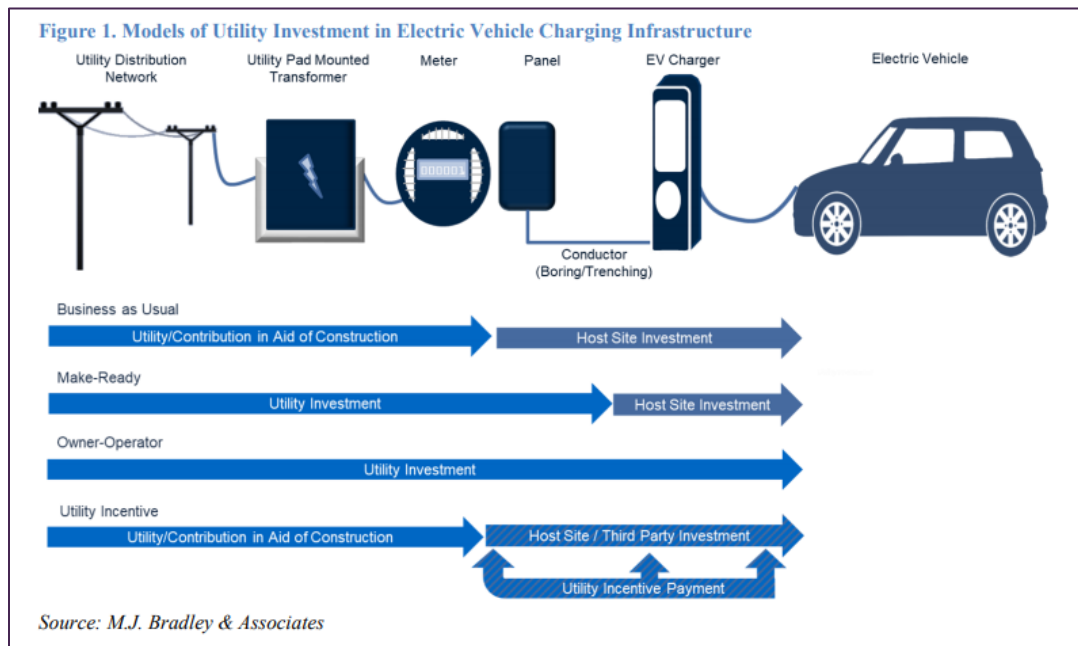 Figure 1. Models of Utility Investment in Electric Vehicle Charging Infrastructure
Utility Distribution
Network
Utility Pad Mounted
Transformer
Meter
Panel
EV Charger
Electric Vehicle
000001
Conductor
(Boring/Trenching)
Business as Usual
Utility/Contribution in Aid of Construction
Host Site Investment
Make-Ready
Utility Investment
Host Site Investment
Owner-Operator
Utility Investment
Utility Incentive
Utility/Contribution in Aid of Construction
Host Site / Third Party Investment
Utility Incentive Payment
Source: M.J. Bradley & Associates